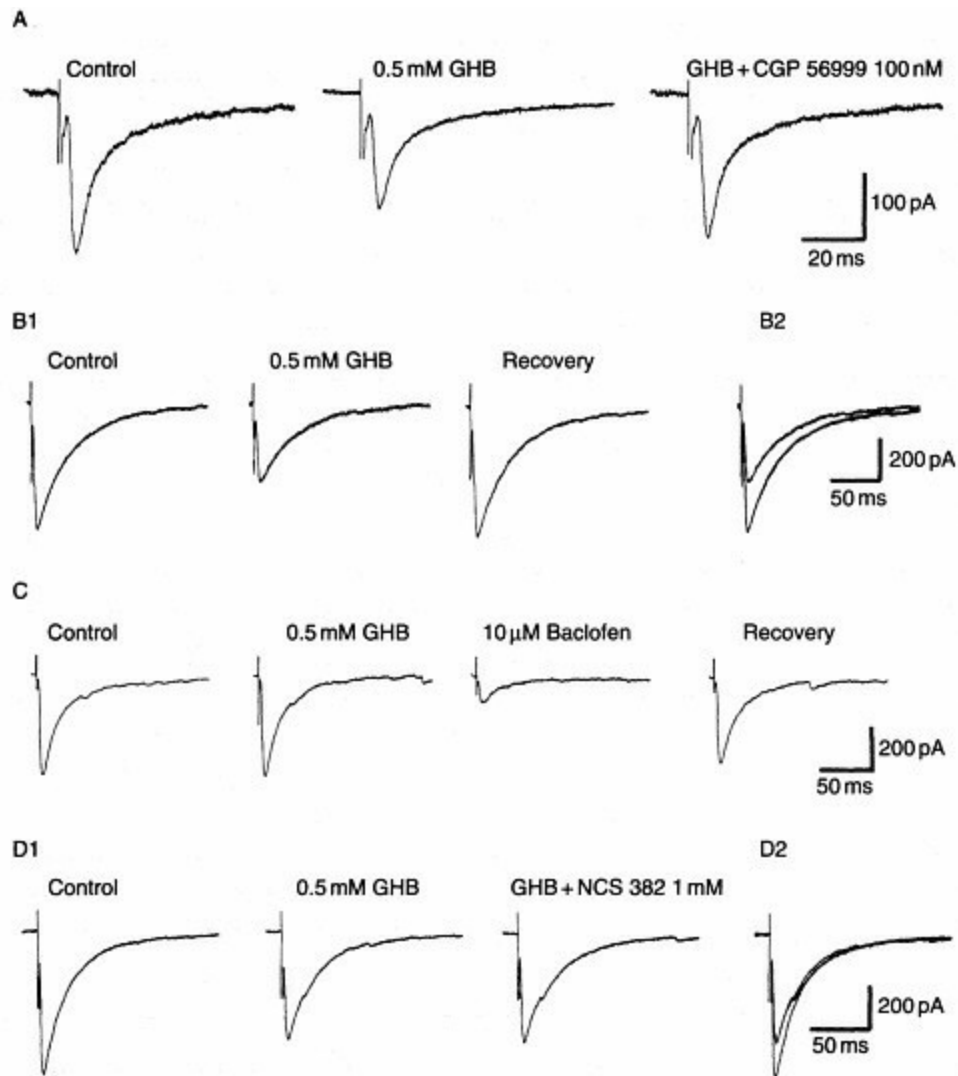 A
Control
0.5 mM GHB
GHB + CGP 56999 100 nM
100 pA
20 ms
B1
B2
Control
0.5 mM GHB
Recovery
200 pA
50 ms
C
Control
0.5 mM GHB
10 μM Baclofen
Recovery
200 pA
50 ms
D1
D2
Control
0.5 mM GHB
GHB + NCS 382 1 mM
200 pA
50 ms